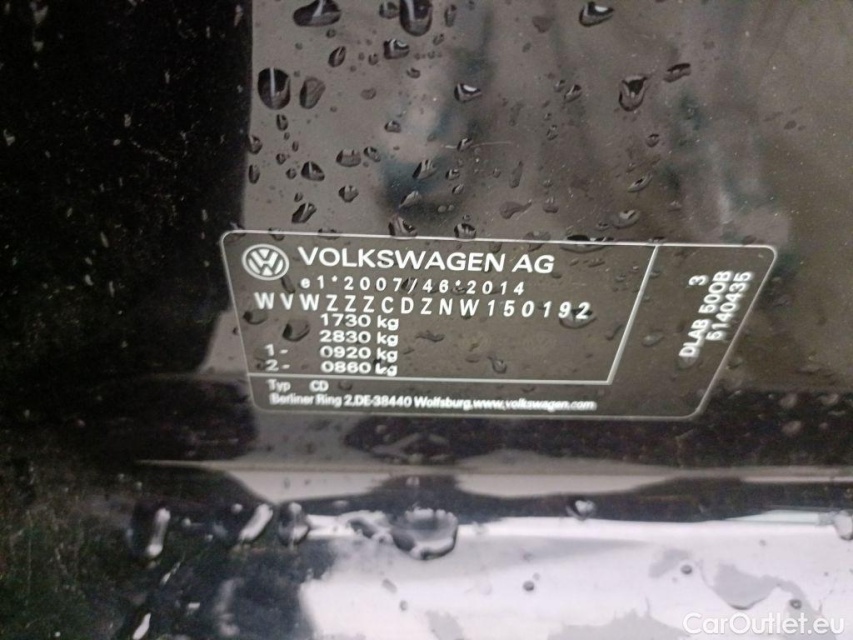 VOLKSWAGEN AG
e1*2007/46*2014
WVWZZZCDZNW150192
1730 kg
2830 kg
1- 0920 kg
2- 0860 kg
Typ CD
Berliner Ring 2,DE-38440 Wolfsburg,www.volkswagen.com
3
DLAB 500B
5140435
CarOutlet.eu